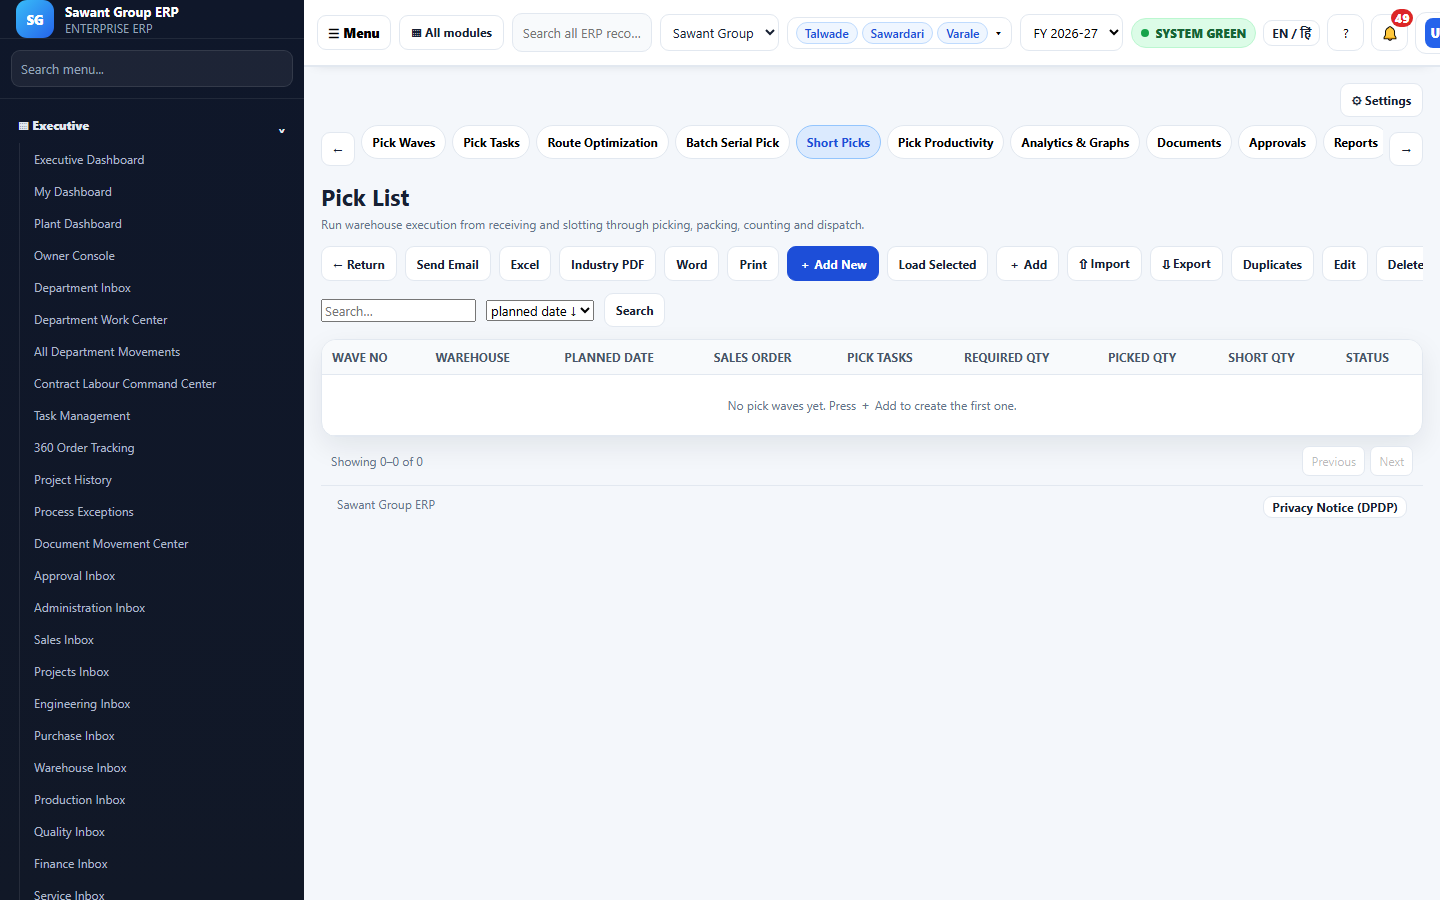 SG
Sawant Group ERP
ENTERPRISE ERP
Search menu...
Executive
Executive Dashboard
My Dashboard
Plant Dashboard
Owner Console
Department Inbox
Department Work Center
All Department Movements
Contract Labour Command Center
Task Management
360 Order Tracking
Project History
Process Exceptions
Document Movement Center
Approval Inbox
Administration Inbox
Sales Inbox
Projects Inbox
Engineering Inbox
Purchase Inbox
Warehouse Inbox
Production Inbox
Quality Inbox
Finance Inbox
Service Inbox
☰ Menu
All modules
Search all ERP reco...
Sawant Group
Talwade Sawardari Varale
FY 2026-27
SYSTEM GREEN
EN / हिं
?
49
U
⚙ Settings
← Pick Waves Pick Tasks Route Optimization Batch Serial Pick Short Picks Pick Productivity Analytics & Graphs Documents Approvals Reports →
Pick List
Run warehouse execution from receiving and slotting through picking, packing, counting and dispatch.
← Return Send Email Excel Industry PDF Word Print + Add New Load Selected + Add ⇧ Import ⇩ Export Duplicates Edit Delete
Search... planned date ↓ Search
WAVE NO WAREHOUSE PLANNED DATE SALES ORDER PICK TASKS REQUIRED QTY PICKED QTY SHORT QTY STATUS
No pick waves yet. Press + Add to create the first one.
Showing 0–0 of 0 Previous Next
Sawant Group ERP Privacy Notice (DPDP)